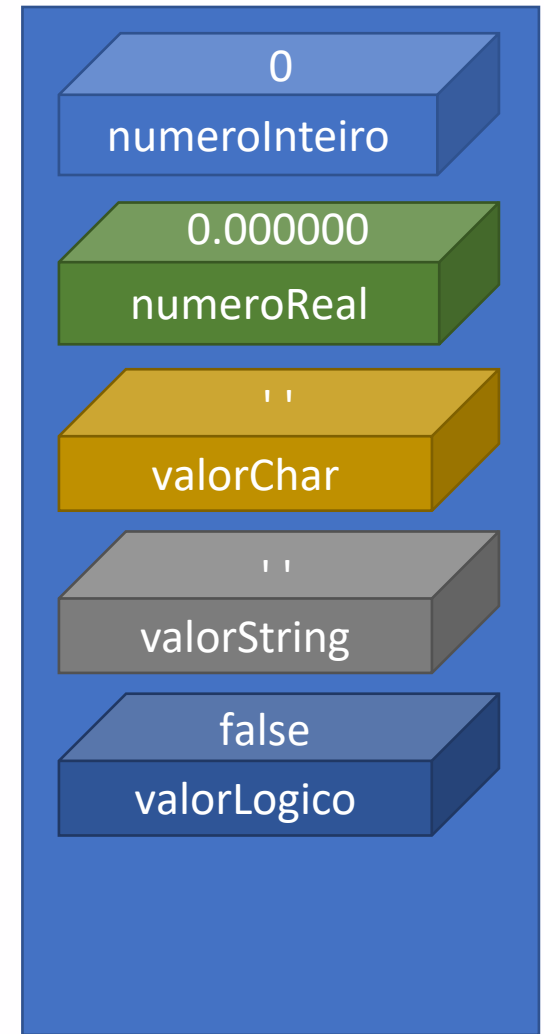 0
numeroInteiro
0.000000
numeroReal
' '
valorChar
' '
valorString
false
valorLogico